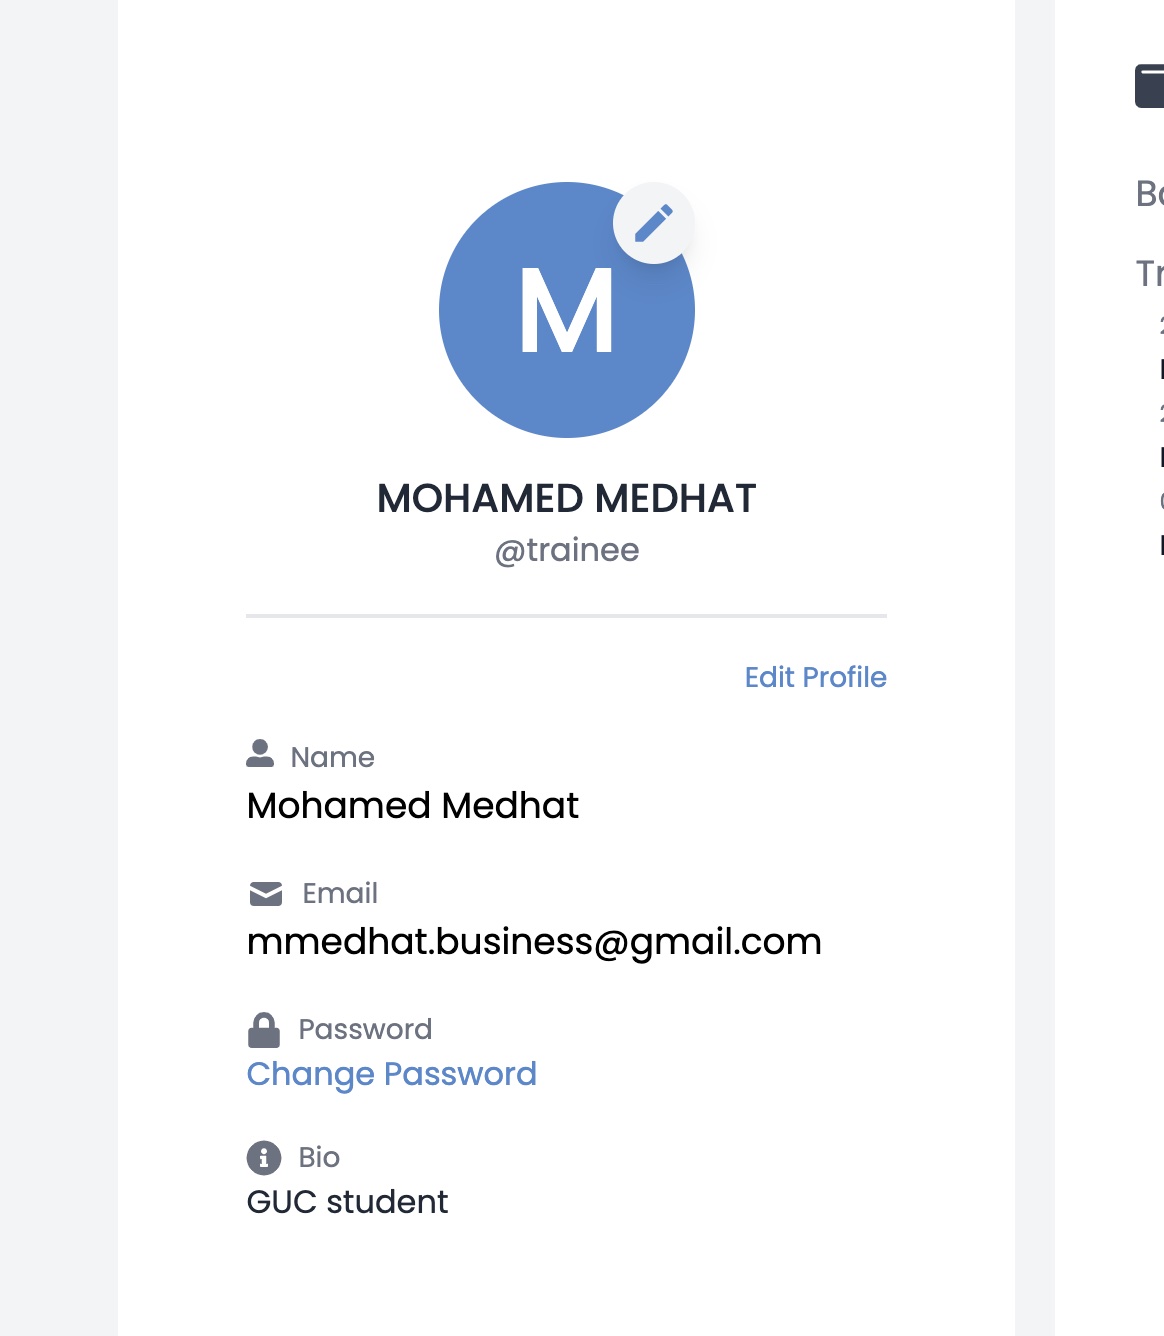 M
MOHAMED MEDHAT
@trainee
Edit Profile
Name
Mohamed Medhat
Email
mmedhat.business@gmail.com
Password
Change Password
Bio
GUC student